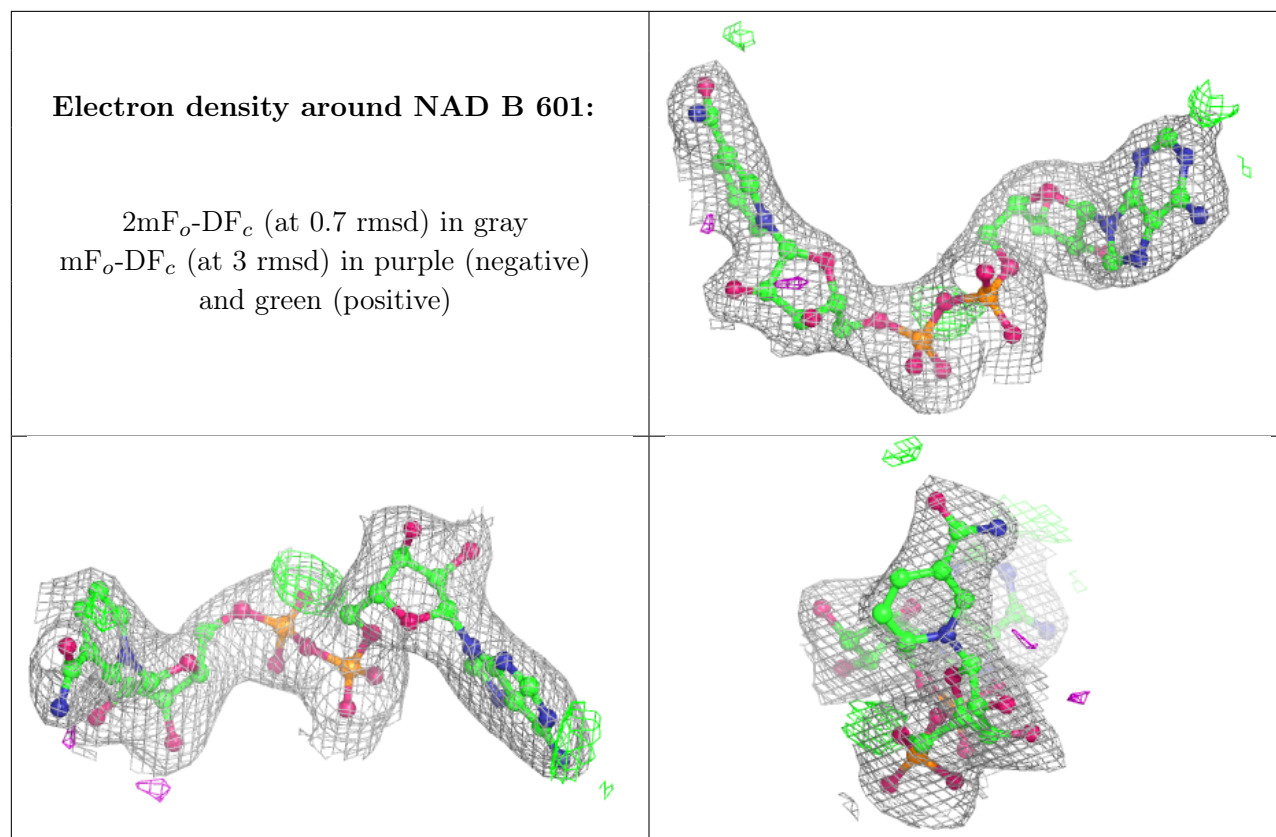 Electron density around NAD B 601:
2mFo-DFc (at 0.7 rmsd) in gray
mFo-DFc (at 3 rmsd) in purple (negative)
and green (positive)